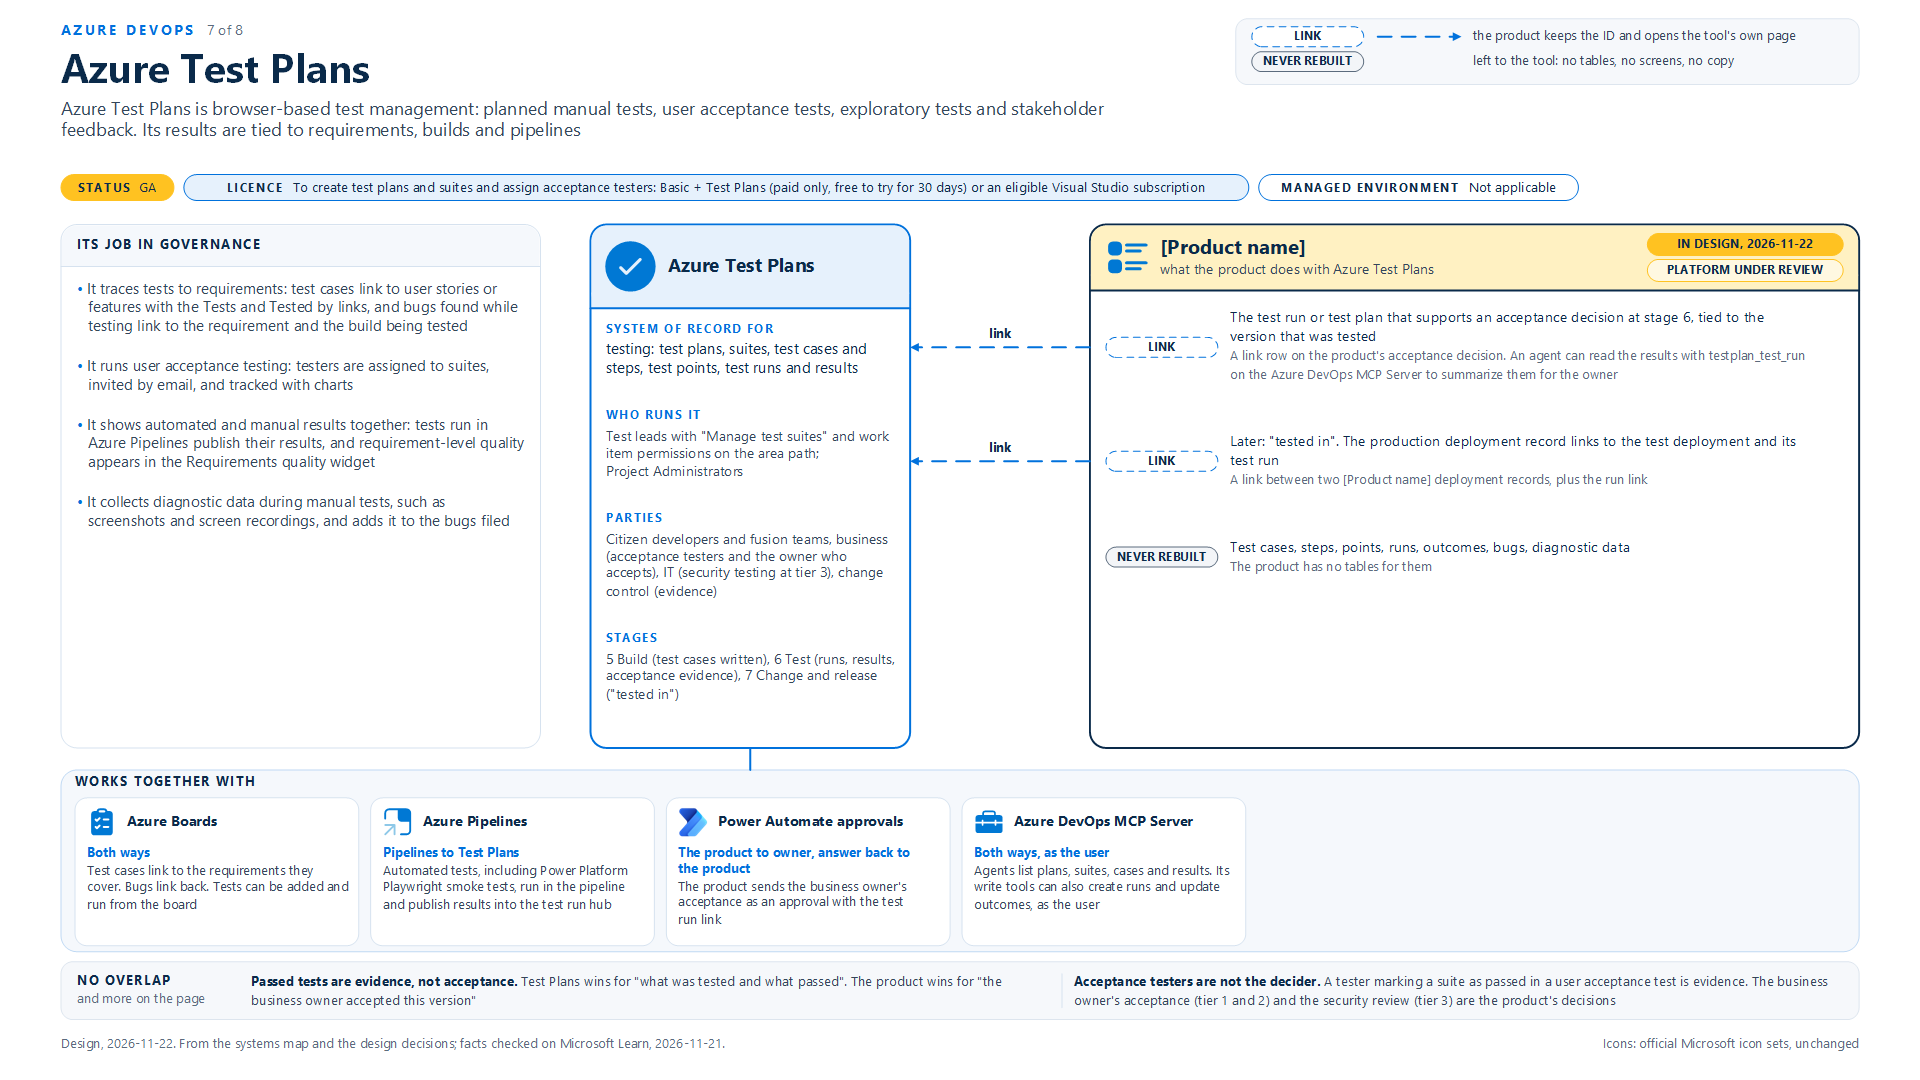 AZURE DEVOPS 7 of 8
Azure Test Plans
Azure Test Plans is browser-based test management: planned manual tests, user acceptance tests, exploratory tests and stakeholder
feedback. Its results are tied to requirements, builds and pipelines
LINK the product keeps the ID and opens the tool's own page
NEVER REBUILT left to the tool: no tables, no screens, no copy
STATUS GA
LICENCE To create test plans and suites and assign acceptance testers: Basic + Test Plans (paid only, free to try for 30 days) or an eligible Visual Studio subscription
MANAGED ENVIRONMENT Not applicable
ITS JOB IN GOVERNANCE
• It traces tests to requirements: test cases link to user stories or
features with the Tests and Tested by links, and bugs found while
testing link to the requirement and the build being tested
• It runs user acceptance testing: testers are assigned to suites,
invited by email, and tracked with charts
• It shows automated and manual results together: tests run in
Azure Pipelines publish their results, and requirement-level quality
appears in the Requirements quality widget
• It collects diagnostic data during manual tests, such as
screenshots and screen recordings, and adds it to the bugs filed
Azure Test Plans
SYSTEM OF RECORD FOR
testing: test plans, suites, test cases and
steps, test points, test runs and results
WHO RUNS IT
Test leads with "Manage test suites" and work
item permissions on the area path;
Project Administrators
PARTIES
Citizen developers and fusion teams, business
(acceptance testers and the owner who
accepts), IT (security testing at tier 3), change
control (evidence)
STAGES
5 Build (test cases written), 6 Test (runs, results,
acceptance evidence), 7 Change and release
("tested in")
link
link
[Product name]
what the product does with Azure Test Plans
IN DESIGN, 2026-11-22
PLATFORM UNDER REVIEW
LINK
The test run or test plan that supports an acceptance decision at stage 6, tied to the
version that was tested
A link row on the product's acceptance decision. An agent can read the results with testplan_test_run
on the Azure DevOps MCP Server to summarize them for the owner
LINK
Later: "tested in". The production deployment record links to the test deployment and its
test run
A link between two [Product name] deployment records, plus the run link
NEVER REBUILT
Test cases, steps, points, runs, outcomes, bugs, diagnostic data
The product has no tables for them
WORKS TOGETHER WITH
Azure Boards
Both ways
Test cases link to the requirements they
cover. Bugs link back. Tests can be added and
run from the board
Azure Pipelines
Pipelines to Test Plans
Automated tests, including Power Platform
Playwright smoke tests, run in the pipeline
and publish results into the test run hub
Power Automate approvals
The product to owner, answer back to
the product
The product sends the business owner's
acceptance as an approval with the test
run link
Azure DevOps MCP Server
Both ways, as the user
Agents list plans, suites, cases and results. Its
write tools can also create runs and update
outcomes, as the user
NO OVERLAP
and more on the page
Passed tests are evidence, not acceptance. Test Plans wins for "what was tested and what passed". The product wins for "the
business owner accepted this version"
Acceptance testers are not the decider. A tester marking a suite as passed in a user acceptance test is evidence. The business
owner's acceptance (tier 1 and 2) and the security review (tier 3) are the product's decisions
Design, 2026-11-22. From the systems map and the design decisions; facts checked on Microsoft Learn, 2026-11-21.
Icons: official Microsoft icon sets, unchanged